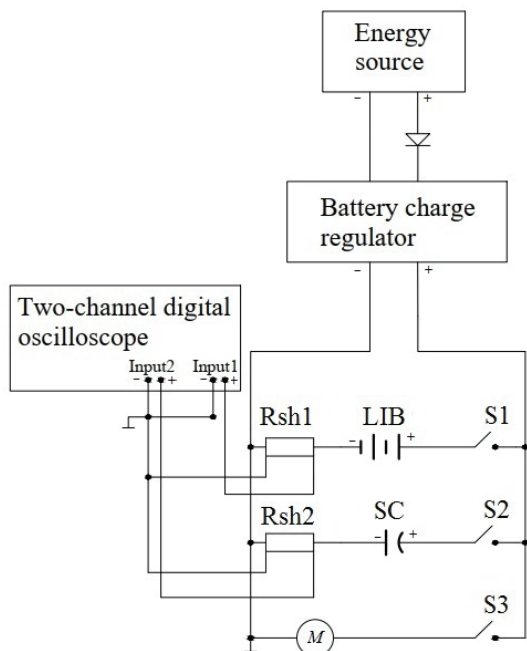 Energy
source
- +
Battery charge
regulator
- +
Two-channel digital
oscilloscope
Input2 Input1
- + - +
Rsh1 LIB S1
- +
Rsh2 SC S2
- +
S3
M